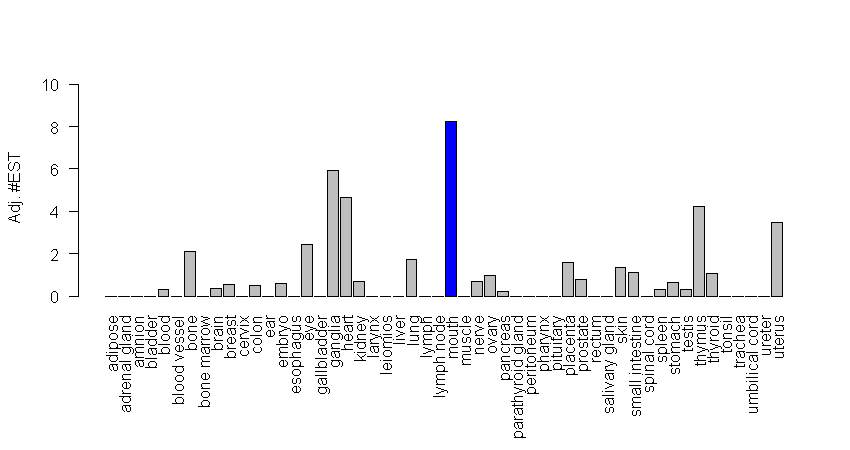 10
8
6
4
2
0
Adj. #EST
adipose
adrenal gland
amnion
bladder
blood
blood vessel
bone
bone marrow
brain
breast
cervix
colon
ear
embryo
esophagus
eye
gallbladder
ganglia
heart
kidney
larynx
leiomios
liver
lung
lymph
lymph node
mouth
muscle
nerve
ovary
pancreas
parathyroid gland
peritoneum
pharynx
pituitary
placenta
prostate
rectum
salivary gland
skin
small intestine
spinal cord
spleen
stomach
testis
thymus
thyroid
tonsil
trachea
umbilical cord
ureter
uterus